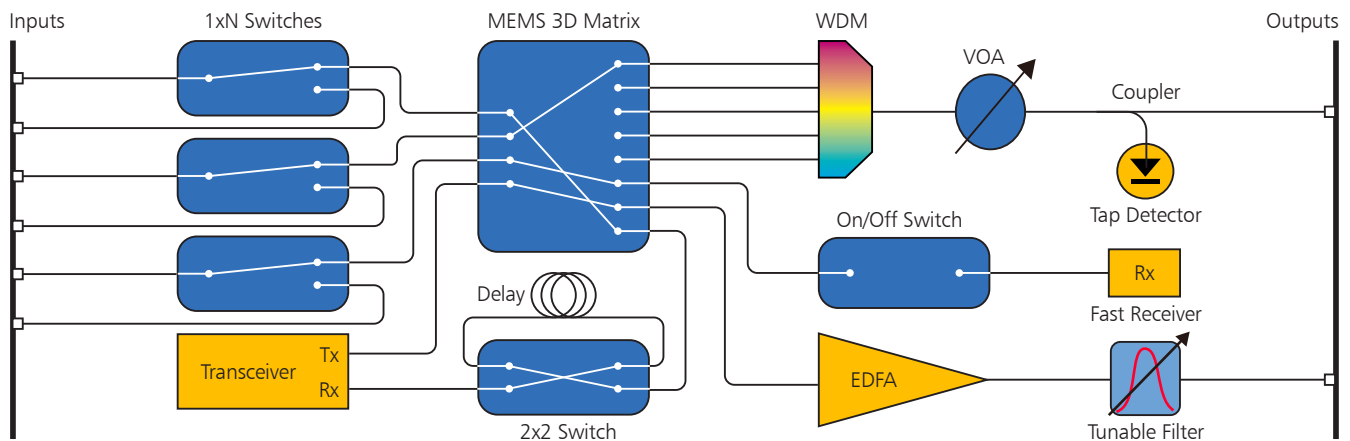 Inputs
1xN Switches
MEMS 3D Matrix
WDM
Outputs
VOA
Coupler
Tap Detector
On/Off Switch
Delay
Rx
Fast Receiver
Transceiver
Tx
Rx
EDFA
2x2 Switch
Tunable Filter